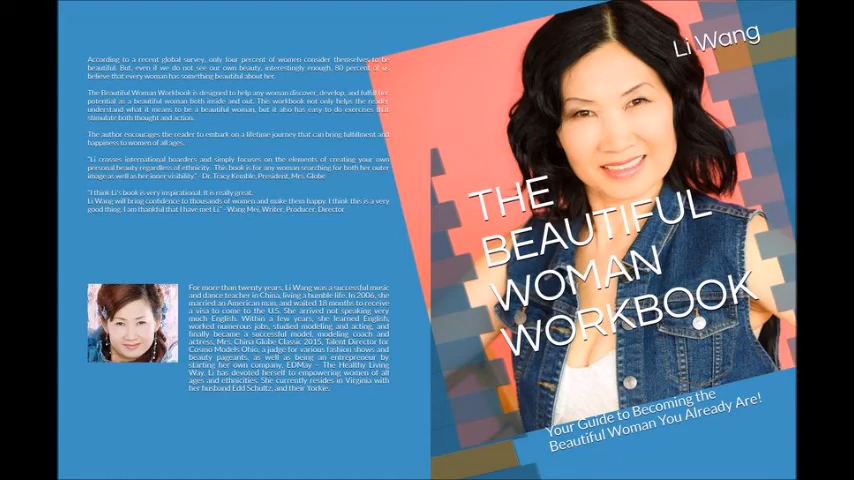 According to a recent global survey, only four percent of women consider themselves to be
beautiful. But, even if we do not see our own beauty, interestingly enough, 80 percent of us
believe that every woman has something beautiful about her.
The Beautiful Woman Workbook is designed to help any woman discover, develop, and fulfill her
potential as a beautiful woman both inside and out. This workbook not only helps the reader
understand what it means to be a beautiful woman, but it also has easy to do exercises that
stimulate both thought and action.
The author encourages the reader to embark on a lifetime journey that can bring fulfillment and
happiness to women of all ages.
"Li crosses international boarders and simply focuses on the elements of creating your own
personal beauty regardless of ethnicity. This book is for any woman searching for both her outer
image as well as her inner visibility." - Dr. Tracy Kemble, President, Mrs. Globe
"I think Li's book is very inspirational. It is really great.
Li Wang will bring confidence to thousands of women and make them happy. I think this is a very
good thing. I am thankful that I have met Li." - Wang Mei, Writer, Producer, Director
For more than twenty years, Li Wang was a successful music
and dance teacher in China, living a humble life. In 2006, she
married an American man, and waited 18 months to receive
a visa to come to the U.S. She arrived not speaking very
much English. Within a few years, she learned English,
worked numerous jobs, studied modeling and acting, and
finally became a successful model, modeling coach and
actress, Mrs. China Globe Classic 2015, Talent Director for
Cosmo Models Ohio, a judge for various fashion shows and
beauty pageants, as well as being an entrepreneur by
starting her own company, EDMay - The Healthy Living
Way. Li has devoted herself to empowering women of all
ages and ethnicities. She currently resides in Virginia with
her husband Edd Schultz, and their Yorkie.
Li Wang
THE
BEAUTIFUL
WOMAN
WORKBOOK
Your Guide to Becoming the
Beautiful Woman You Already Are!